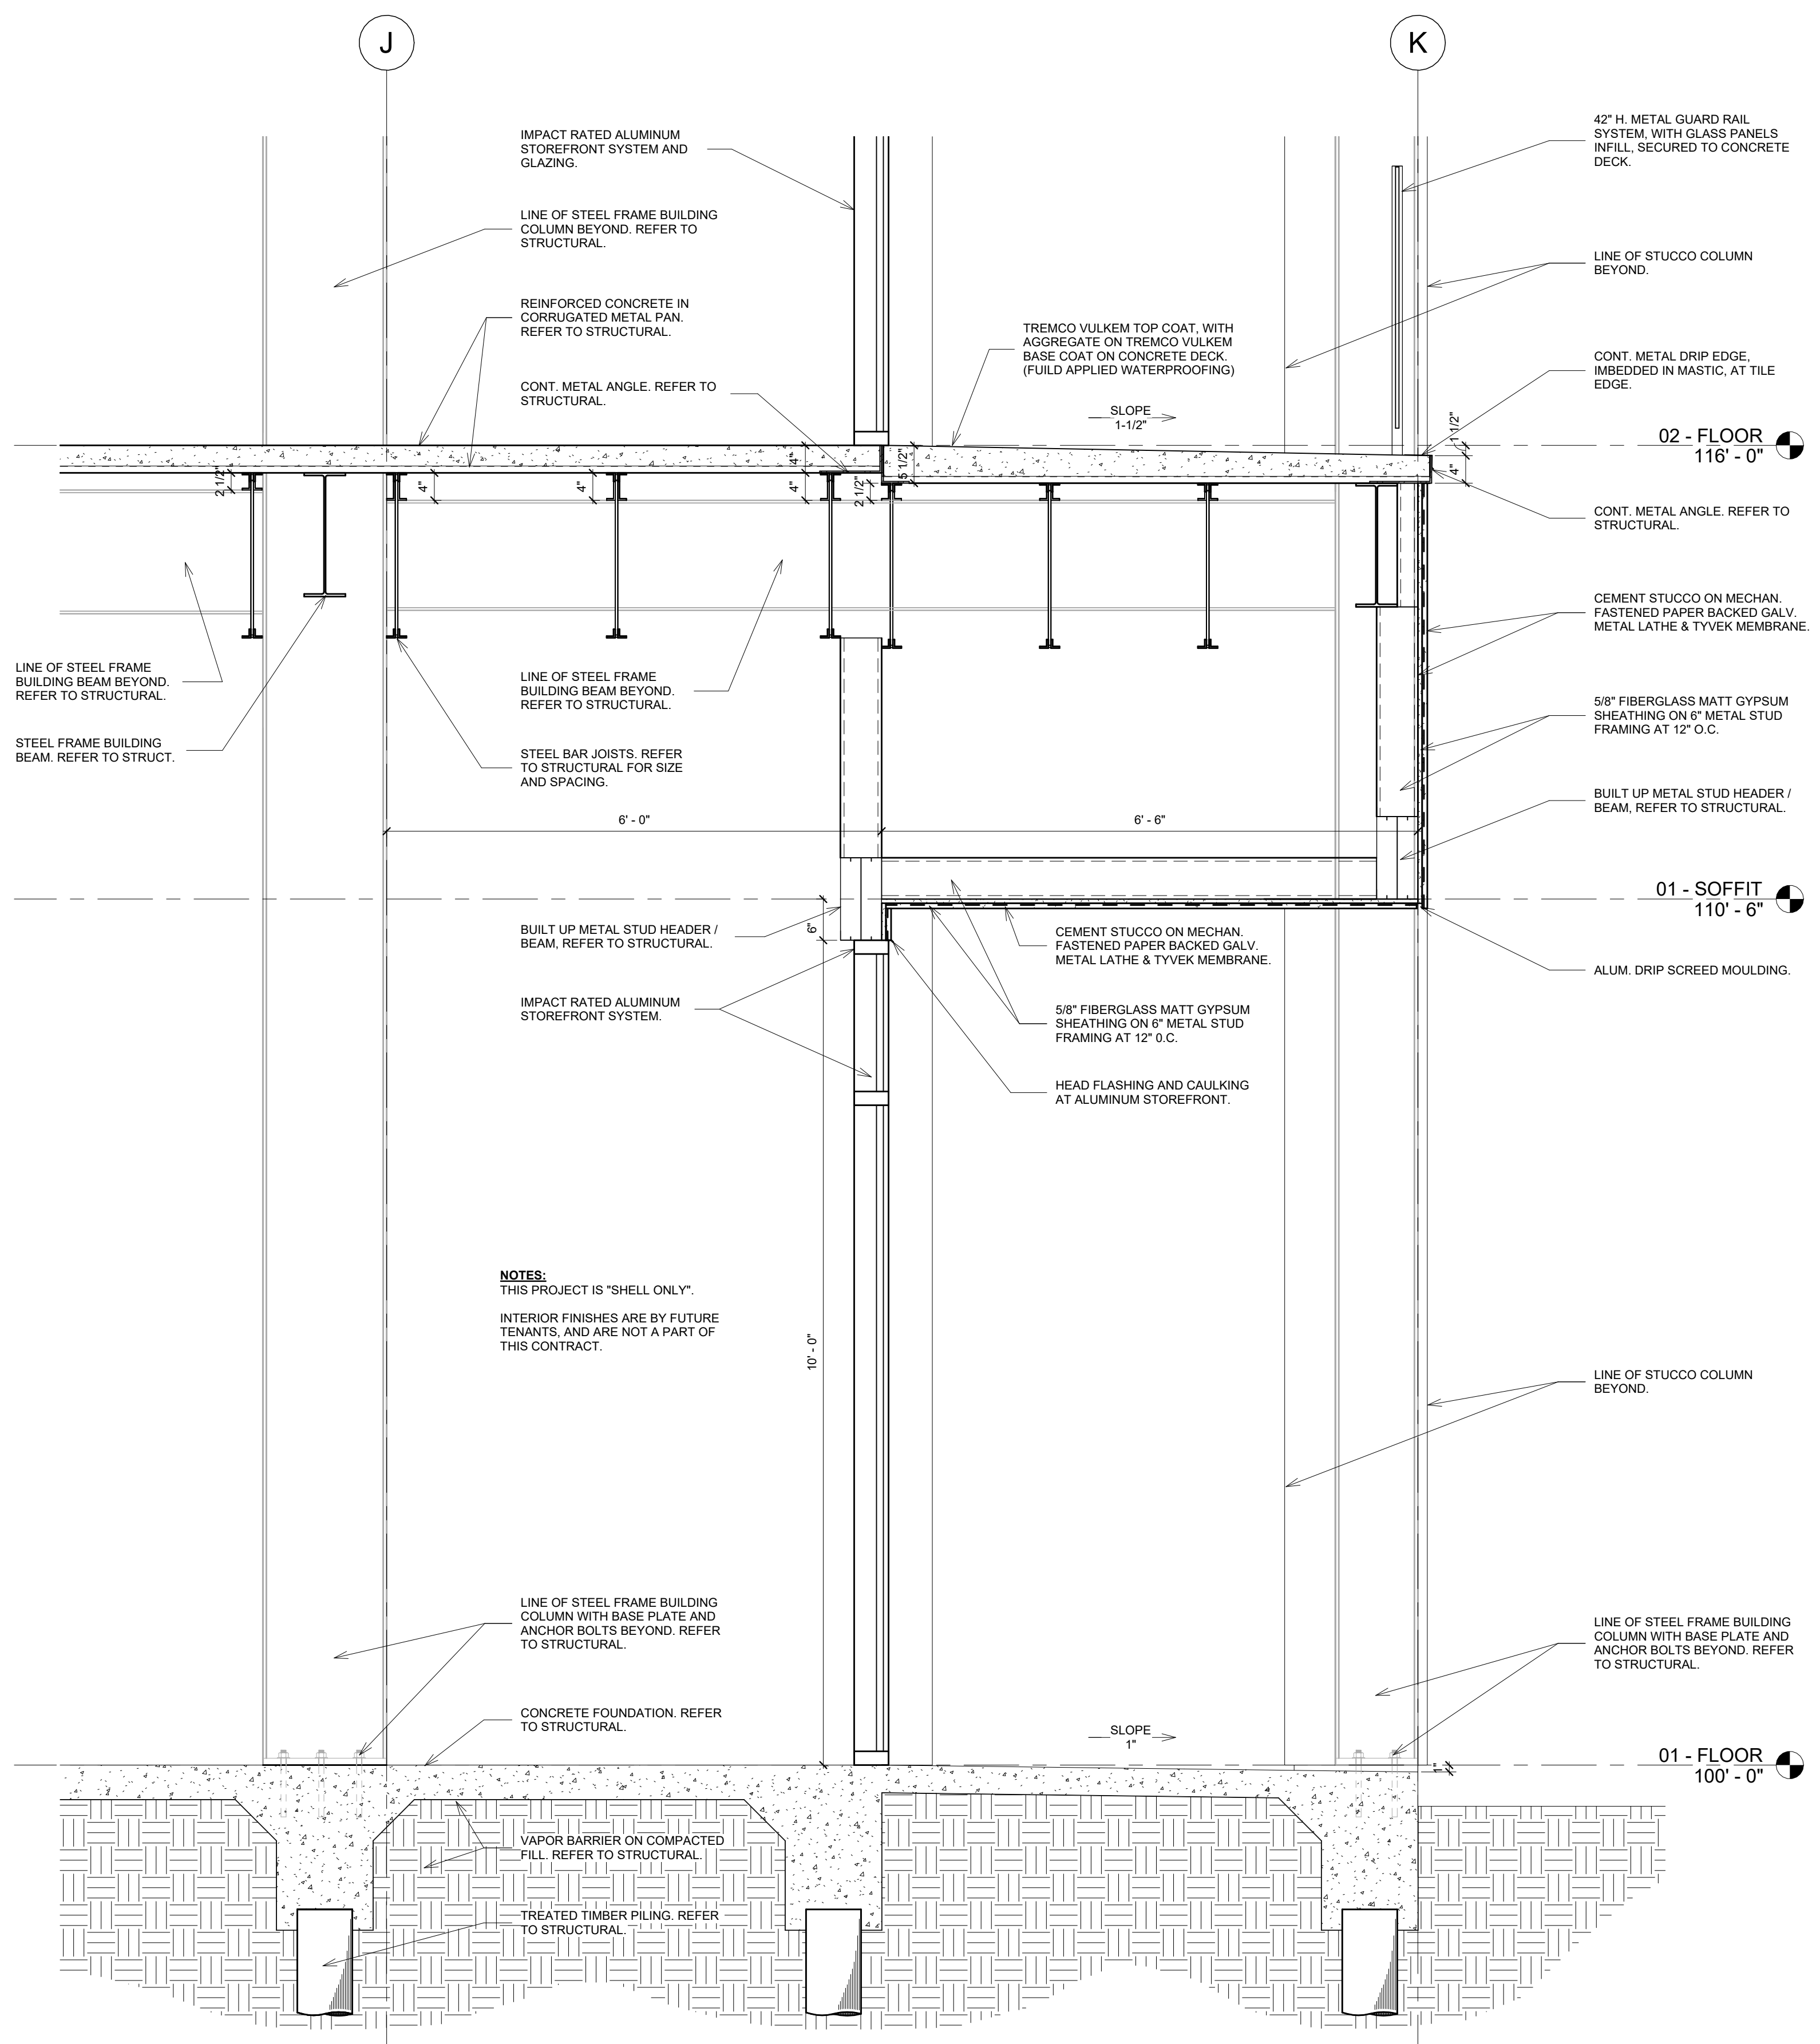 J
K
IMPACT RATED ALUMINUM
STOREFRONT SYSTEM AND
GLAZING.
LINE OF STEEL FRAME BUILDING
COLUMN BEYOND. REFER TO
STRUCTURAL.
REINFORCED CONCRETE IN
CORRUGATED METAL PAN.
REFER TO STRUCTURAL.
CONT. METAL ANGLE. REFER TO
STRUCTURAL.
TREMCO VULKEM TOP COAT, WITH
AGGREGATE ON TREMCO VULKEM
BASE COAT ON CONCRETE DECK.
(FUILD APPLIED WATERPROOFING)
SLOPE
1-1/2"
42" H. METAL GUARD RAIL
SYSTEM, WITH GLASS PANELS
INFILL, SECURED TO CONCRETE
DECK.
LINE OF STUCCO COLUMN
BEYOND.
CONT. METAL DRIP EDGE,
IMBEDDED IN MASTIC, AT TILE
EDGE.
1 1/2"
4"
02 - FLOOR
116' - 0"
2 1/2"
4"
4"
4"
4"
2 1/2"
5 1/2"
CONT. METAL ANGLE. REFER TO
STRUCTURAL.
CEMENT STUCCO ON MECHAN.
FASTENED PAPER BACKED GALV.
METAL LATHE & TYVEK MEMBRANE.
LINE OF STEEL FRAME
BUILDING BEAM BEYOND.
REFER TO STRUCTURAL.
STEEL FRAME BUILDING
BEAM. REFER TO STRUCT.
LINE OF STEEL FRAME
BUILDING BEAM BEYOND.
REFER TO STRUCTURAL.
STEEL BAR JOISTS. REFER
TO STRUCTURAL FOR SIZE
AND SPACING.
5/8" FIBERGLASS MATT GYPSUM
SHEATHING ON 6" METAL STUD
FRAMING AT 12" O.C.
BUILT UP METAL STUD HEADER /
BEAM, REFER TO STRUCTURAL.
6' - 0"
6' - 6"
01 - SOFFIT
110' - 6"
BUILT UP METAL STUD HEADER /
BEAM, REFER TO STRUCTURAL.
6"
CEMENT STUCCO ON MECHAN.
FASTENED PAPER BACKED GALV.
METAL LATHE & TYVEK MEMBRANE.
ALUM. DRIP SCREED MOULDING.
IMPACT RATED ALUMINUM
STOREFRONT SYSTEM.
5/8" FIBERGLASS MATT GYPSUM
SHEATHING ON 6" METAL STUD
FRAMING AT 12" 0.C.
HEAD FLASHING AND CAULKING
AT ALUMINUM STOREFRONT.
NOTES:
THIS PROJECT IS "SHELL ONLY".
INTERIOR FINISHES ARE BY FUTURE
TENANTS, AND ARE NOT A PART OF
THIS CONTRACT.
10' - 0"
LINE OF STUCCO COLUMN
BEYOND.
LINE OF STEEL FRAME BUILDING
COLUMN WITH BASE PLATE AND
ANCHOR BOLTS BEYOND. REFER
TO STRUCTURAL.
LINE OF STEEL FRAME BUILDING
COLUMN WITH BASE PLATE AND
ANCHOR BOLTS BEYOND. REFER
TO STRUCTURAL.
CONCRETE FOUNDATION. REFER
TO STRUCTURAL.
SLOPE
1"
1"
01 - FLOOR
100' - 0"
VAPOR BARRIER ON COMPACTED
FILL. REFER TO STRUCTURAL.
TREATED TIMBER PILING. REFER
TO STRUCTURAL.